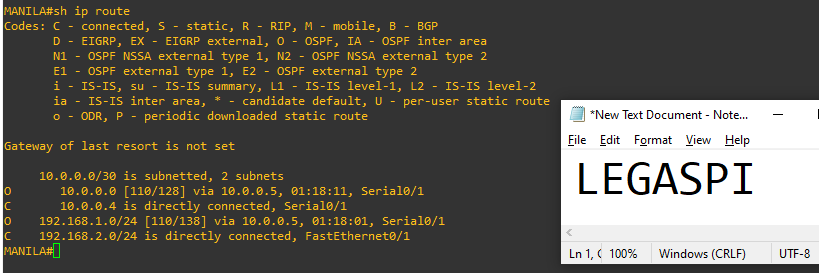 MANILA#sh ip route
Codes: C - connected, S - static, R - RIP, M - mobile, B - BGP
       D - EIGRP, EX - EIGRP external, O - OSPF, IA - OSPF inter area
       N1 - OSPF NSSA external type 1, N2 - OSPF NSSA external type 2
       E1 - OSPF external type 1, E2 - OSPF external type 2
       i - IS-IS, su - IS-IS summary, L1 - IS-IS level-1, L2 - IS-IS level-2
       ia - IS-IS inter area, * - candidate default, U - per-user static route
       o - ODR, P - periodic downloaded static route
Gateway of last resort is not set
     10.0.0.0/30 is subnetted, 2 subnets
O       10.0.0.0 [110/128] via 10.0.0.5, 01:18:11, Serial0/1
C       10.0.0.4 is directly connected, Serial0/1
O    192.168.1.0/24 [110/138] via 10.0.0.5, 01:18:01, Serial0/1
C    192.168.2.0/24 is directly connected, FastEthernet0/1
MANILA#
*New Text Document - Note...
File Edit Format View Help
LEGASPI
Ln 1, C 100% Windows (CRLF) UTF-8